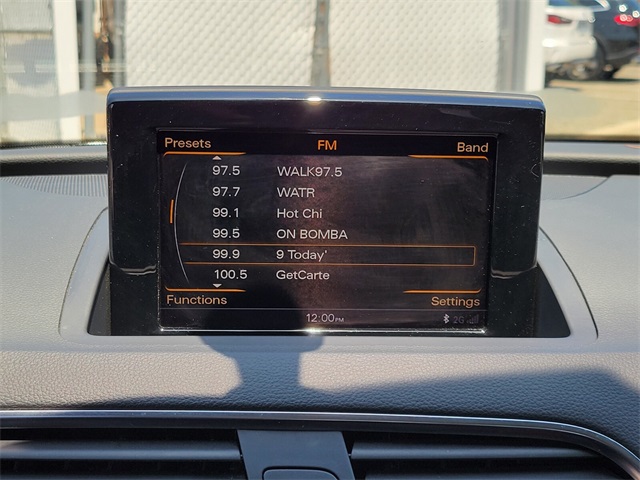 Presets FM Band
97.5 WALK97.5
97.7 WATR
99.1 Hot Chi
99.5 ON BOMBA
99.9 9 Today'
100.5 GetCarte
Functions Settings
12:00PM 2G